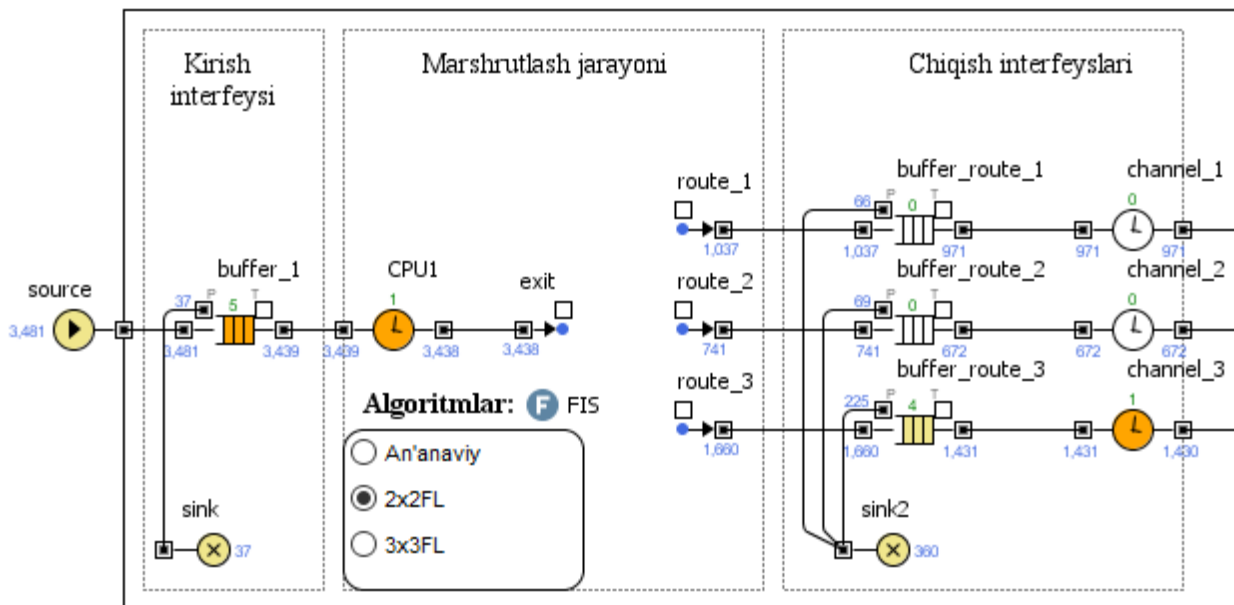 Kirish
interfeysi
Marshrutlash jarayoni
Chiqish interfeyslari
source
3,481
37
P
T
buffer_1
5
3,481
3,439
CPU1
1
3,439
3,438
exit
3,438
route_1
1,037
route_2
741
route_3
1,660
buffer_route_1
66
P
T
0
1,037
971
channel_1
0
971
971
buffer_route_2
69
P
T
0
741
672
channel_2
0
672
672
buffer_route_3
225
P
T
4
1,660
1,431
channel_3
1
1,431
1,430
Algoritmlar: F FIS
An'anaviy
2x2FL
3x3FL
sink
37
sink2
360